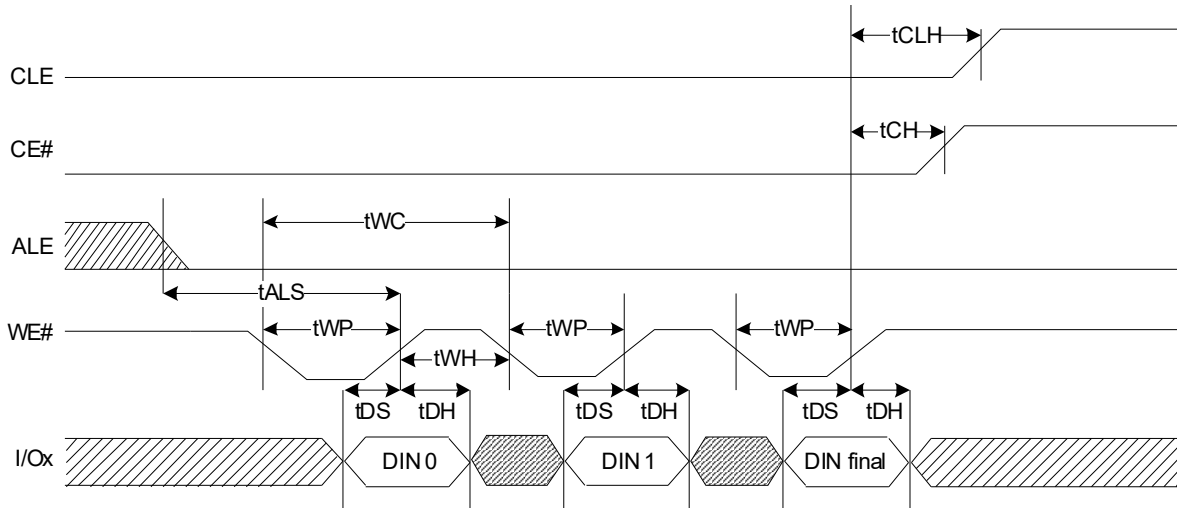 tCLH
CLE
tCH
CE#
tWC
ALE
tALS
WE#
tWP
tWP
tWP
tWH
tDS
tDH
tDS
tDH
tDS
tDH
I/Ox
DIN 0
DIN 1
DIN final